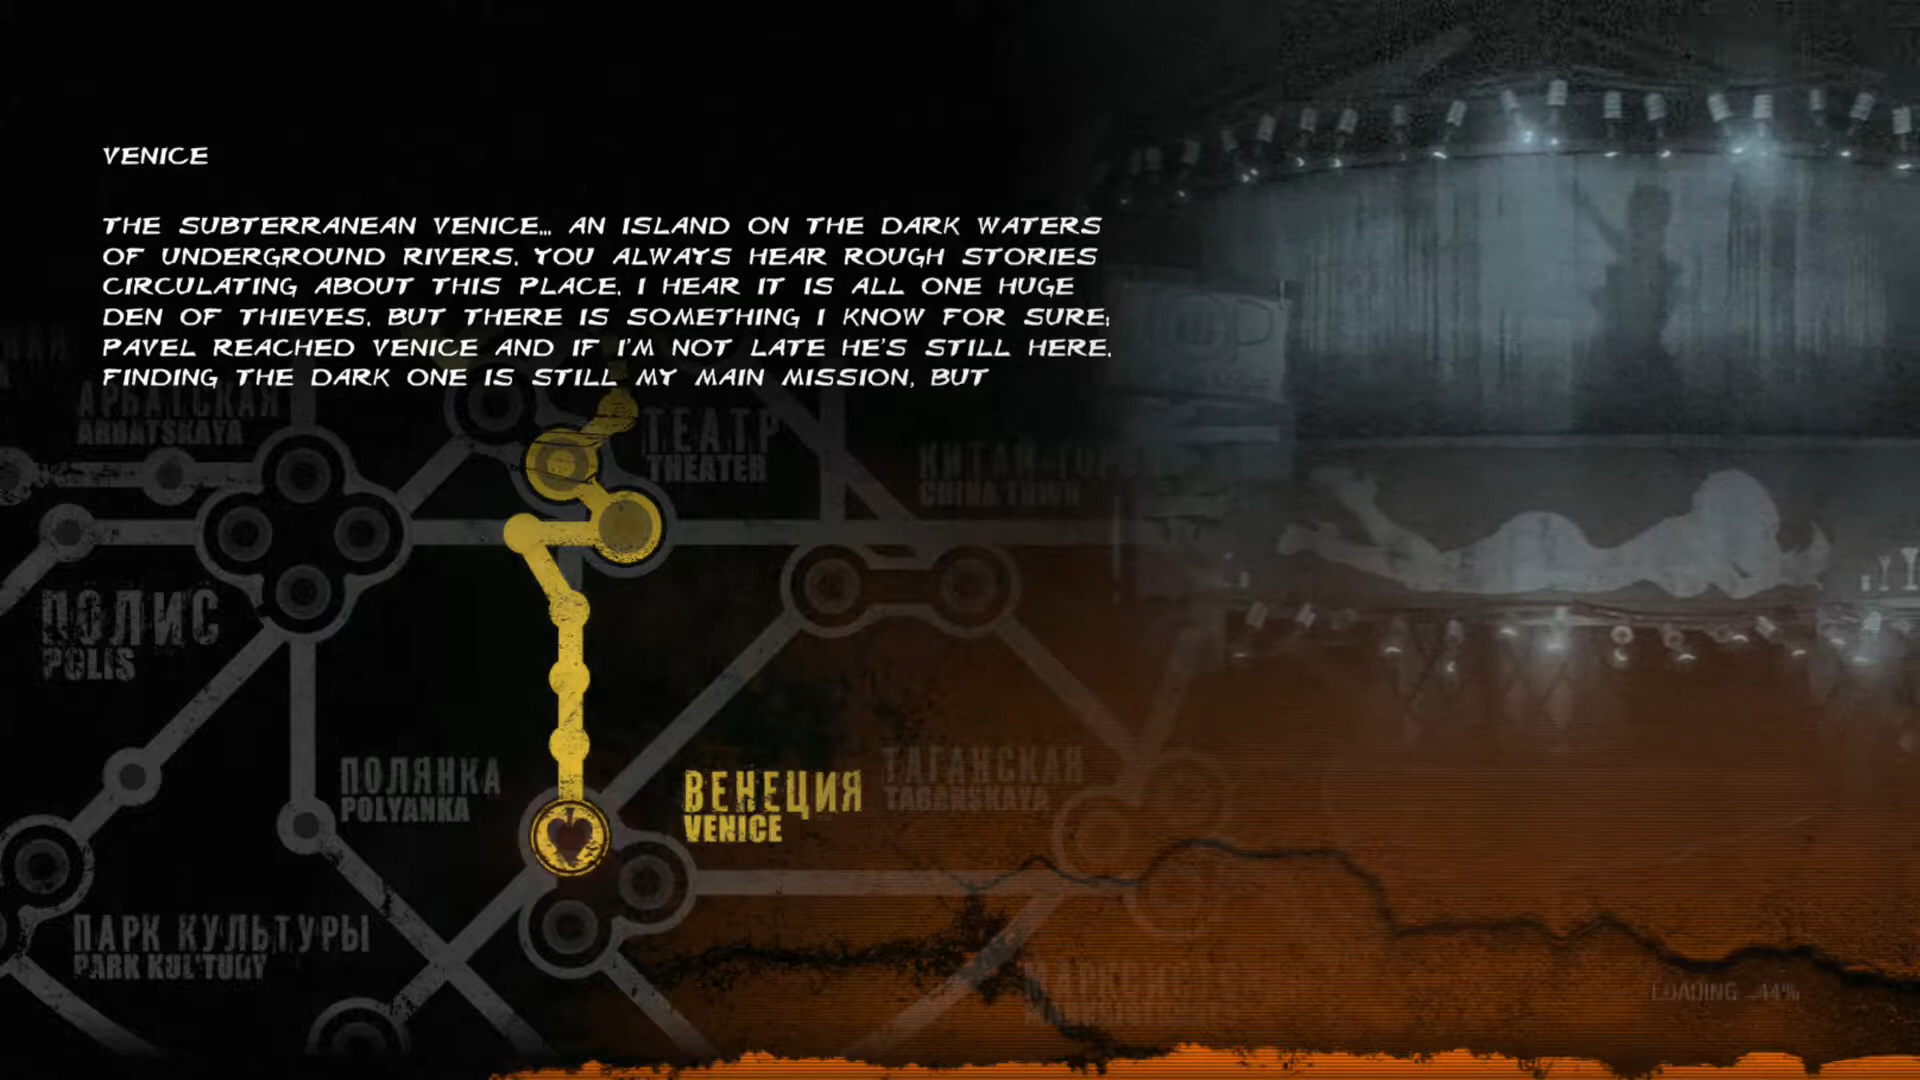 VENICE
THE SUBTERRANEAN VENICE... AN ISLAND ON THE DARK WATERS
OF UNDERGROUND RIVERS. YOU ALWAYS HEAR ROUGH STORIES
CIRCULATING ABOUT THIS PLACE. I HEAR IT IS ALL ONE HUGE
DEN OF THIEVES. BUT THERE IS SOMETHING I KNOW FOR SURE:
PAVEL REACHED VENICE AND IF I'M NOT LATE HE'S STILL HERE.
FINDING THE DARK ONE IS STILL MY MAIN MISSION, BUT
АРБАТСКАЯ
ARBATSKAYA
ТЕАТР
THEATER
КИТАЙ-ГОРОД
CHINA TOWN
ПОЛИС
POLIS
ПОЛЯНКА
POLYANKA
ВЕНЕЦИЯ
VENICE
ТАГАНСКАЯ
TAGANSKAYA
ПАРК КУЛЬТУРЫ
PARK KUL'TURY
LOADING ...44%